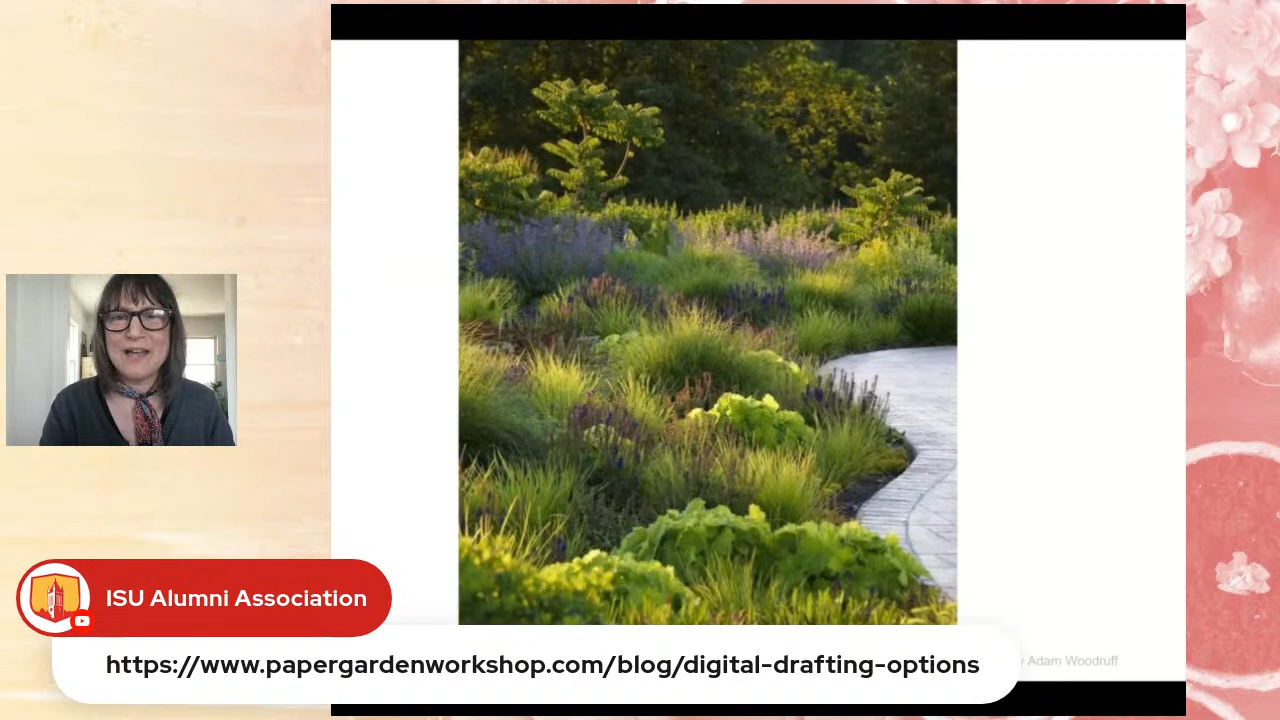 ISU Alumni Association
https://www.papergardenworkshop.com/blog/digital-drafting-options
Adam Woodruff